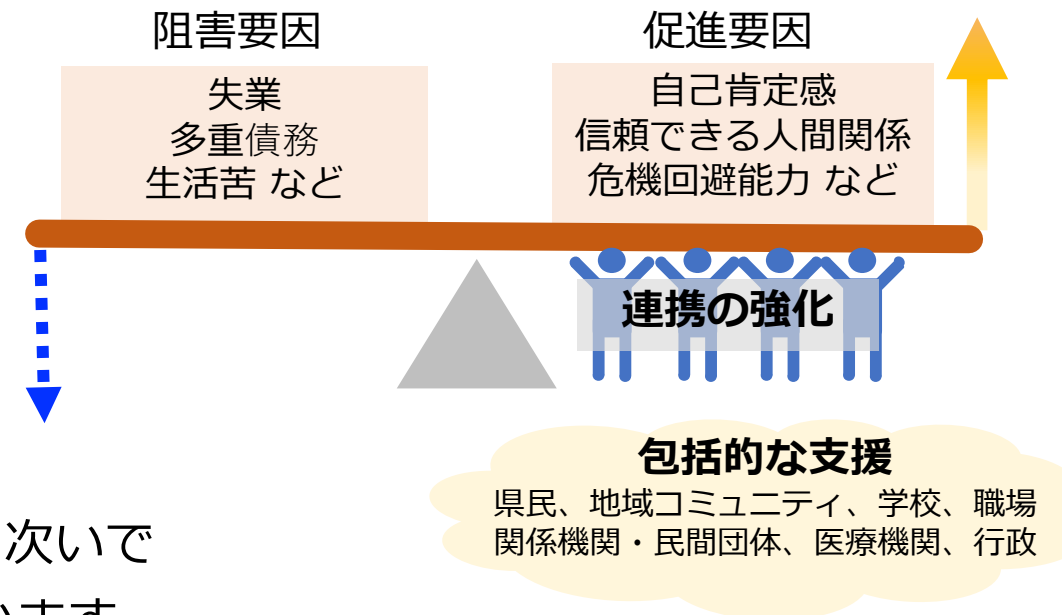 阻害要因
失業
多重債務
生活苦 など
促進要因
自己肯定感
信頼できる人間関係
危機回避能力 など
連携の強化
包括的な支援
県民、地域コミュニティ、学校、職場
関係機関・民間団体、医療機関、行政
次いで
います